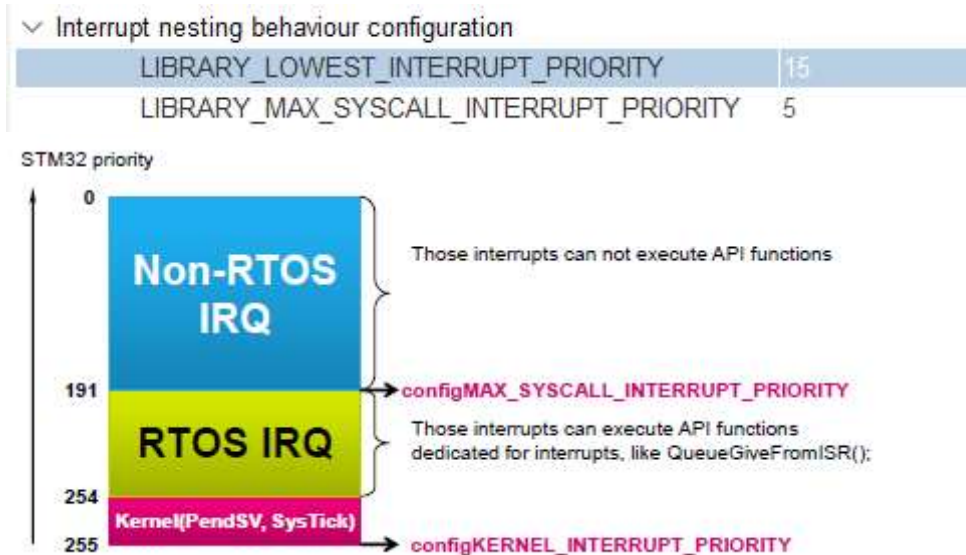 Interrupt nesting behaviour configuration
LIBRARY_LOWEST_INTERRUPT_PRIORITY 15
LIBRARY_MAX_SYSCALL_INTERRUPT_PRIORITY 5
STM32 priority
0
Non-RTOS
IRQ
Those interrupts can not execute API functions
191
configMAX_SYSCALL_INTERRUPT_PRIORITY
RTOS IRQ
Those interrupts can execute API functions
dedicated for interrupts, like QueueGiveFromISR();
254
Kernel(PendSV, SysTick)
255
configKERNEL_INTERRUPT_PRIORITY